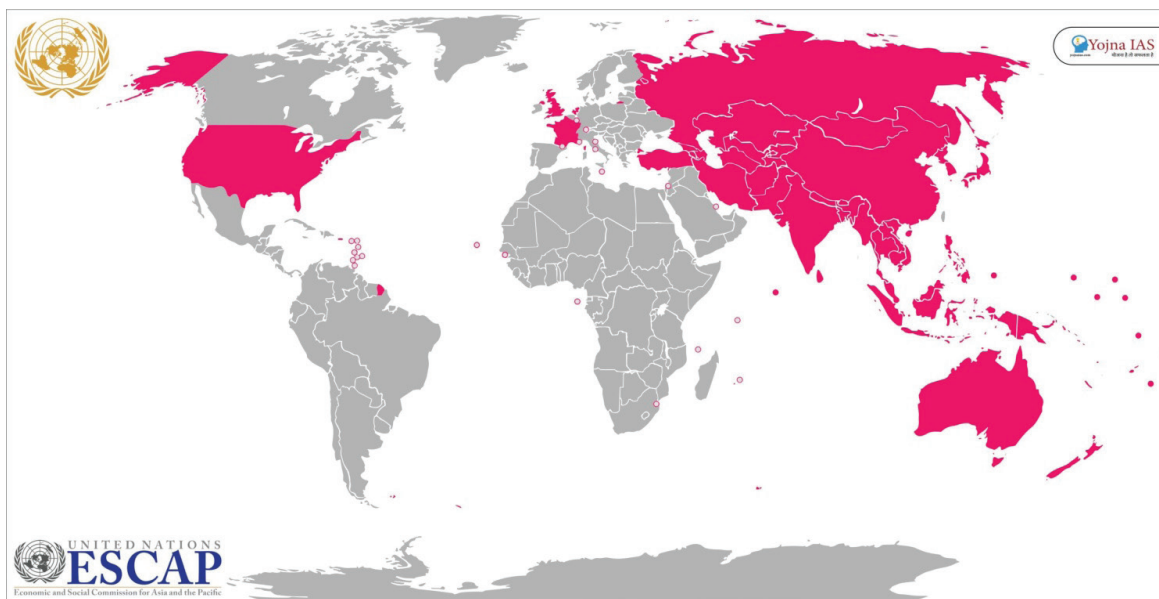 Yojna IAS
UNITED NATIONS
ESCAP
Economic and Social Commission for Asia and the Pacific